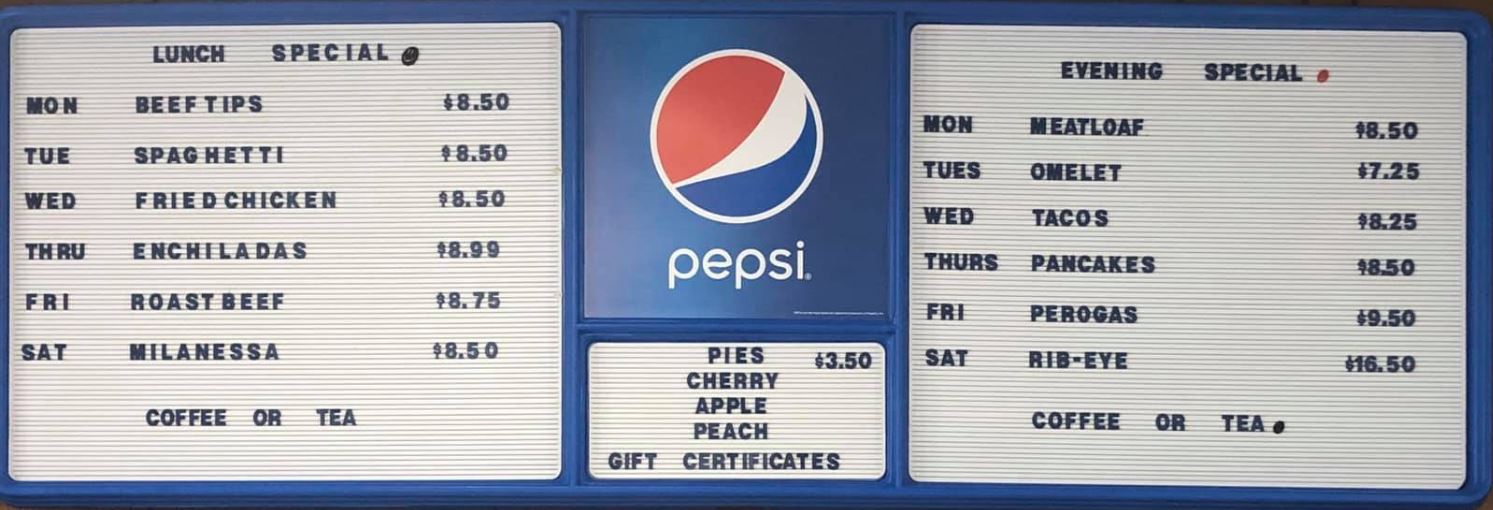 LUNCH SPECIAL
MON BEEF TIPS $8.50
TUE SPAGHETTI $8.50
WED FRIED CHICKEN $8.50
THRU ENCHILADAS $8.99
FRI ROAST BEEF $8.75
SAT MILANESSA $8.50
COFFEE OR TEA
pepsi
PIES $3.50
CHERRY
APPLE
PEACH
GIFT CERTIFICATES
EVENING SPECIAL
MON MEATLOAF $8.50
TUES OMELET $7.25
WED TACOS $8.25
THURS PANCAKES $8.50
FRI PEROGAS $9.50
SAT RIB-EYE $16.50
COFFEE OR TEA